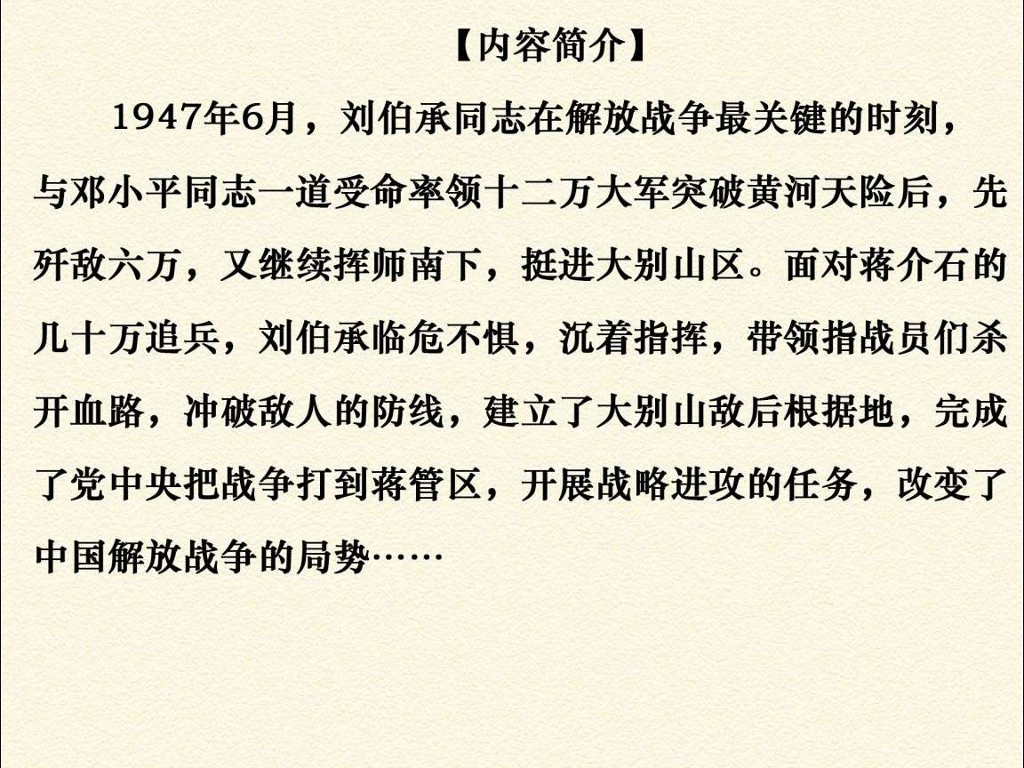 【内容简介】
1947年6月，刘伯承同志在解放战争最关键的时刻，
与邓小平同志一道受命率领十二万大军突破黄河天险后，先
歼敌六万，又继续挥师南下，挺进大别山区。面对蒋介石的
几十万追兵，刘伯承临危不惧，沉着指挥，带领指战员们杀
开血路，冲破敌人的防线，建立了大别山敌后根据地，完成
了党中央把战争打到蒋管区，开展战略进攻的任务，改变了
中国解放战争的局势……